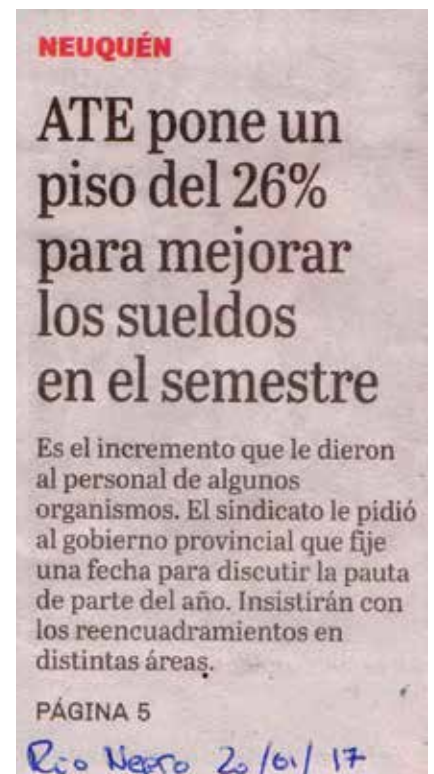 NEUQUÉN
ATE pone un
piso del 26%
para mejorar
los sueldos
en el semestre
Es el incremento que le dieron
al personal de algunos
organismos. El sindicato le pidió
al gobierno provincial que fije
una fecha para discutir la pauta
de parte del año. Insistirán con
los reencuadramientos en
distintas áreas.
PÁGINA 5
Rio Negro 20/01/17